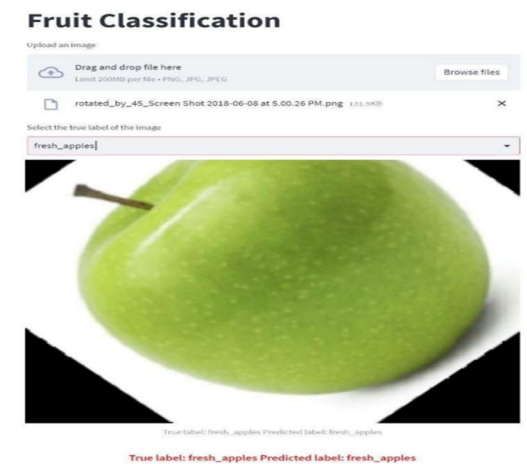 Fruit Classification
Upload an image
Drag and drop file here
Limit 200MB per file • PNG, JPG, JPEG
Browse files
rotated_by_45_Screen Shot 2018-06-08 at 5.00.26 PM.png 131.9KB
Select the true label of the image
fresh_apples
True label: fresh_apples Predicted label: fresh_apples
True label: fresh_apples Predicted label: fresh_apples